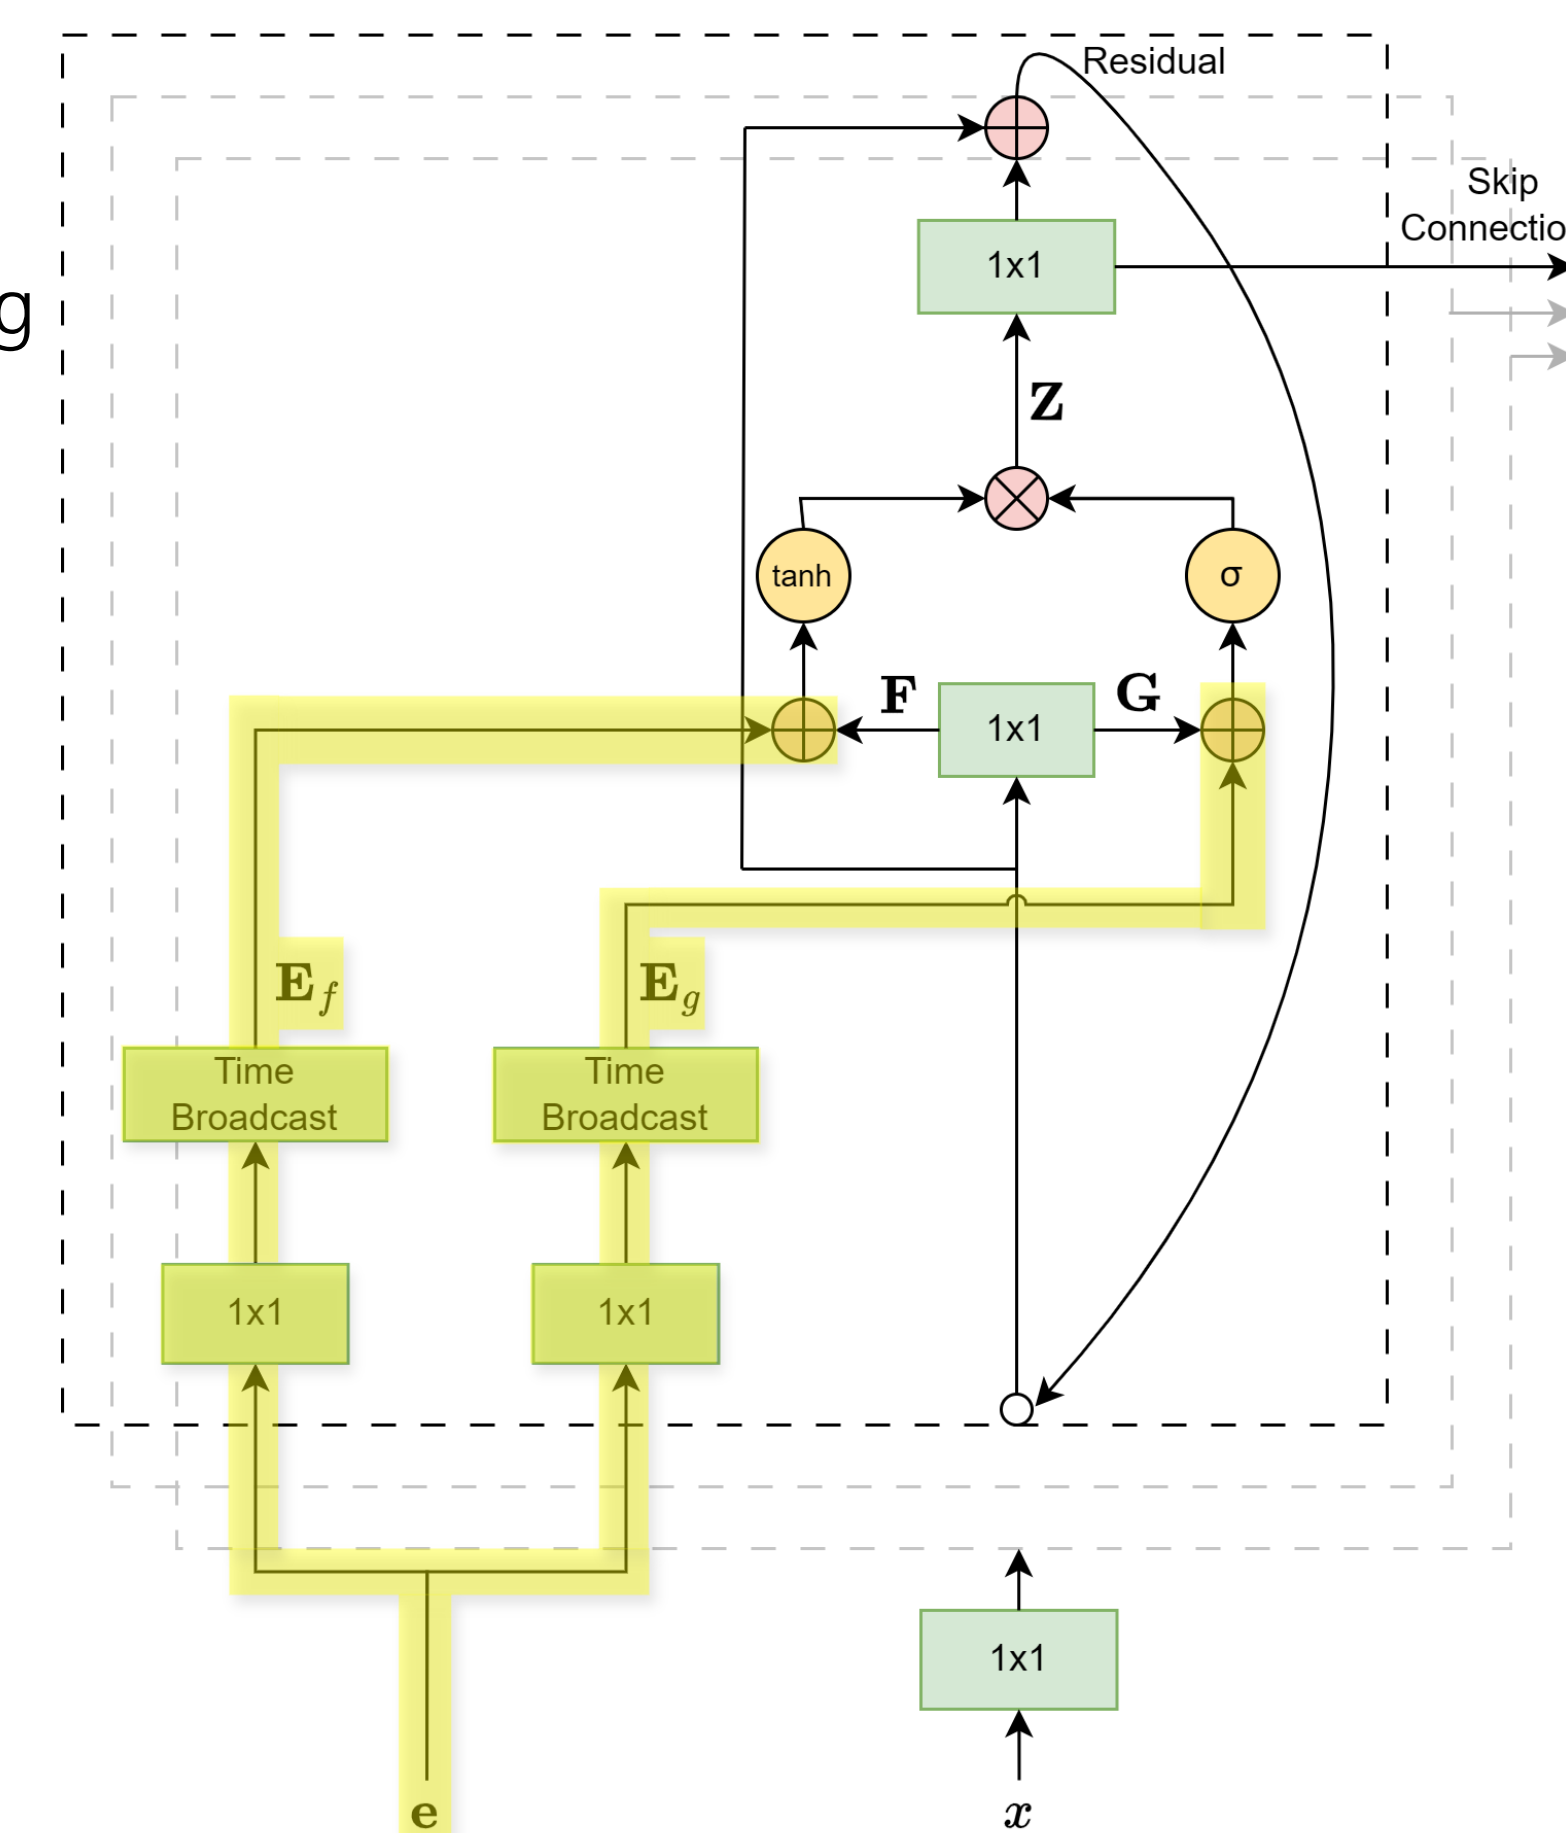 Residual
Skip
Connectio
1x1
g
Z
tanh
σ
F
1x1
G
E_f
E_g
Time
Broadcast
Time
Broadcast
1x1
1x1
1x1
e
x